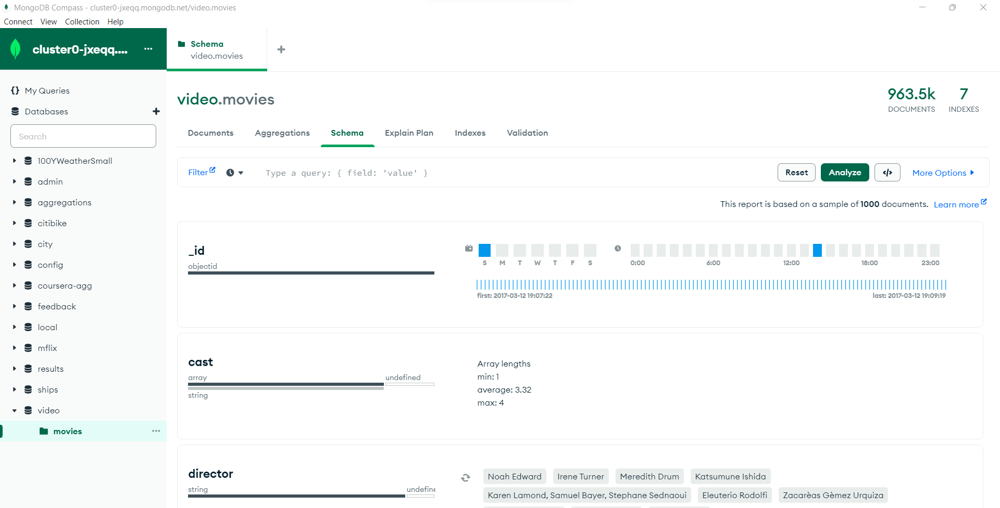 MongoDB Compass - cluster0-jxeqq.mongodb.net/video.movies
Connect View Collection Help
cluster0-jxeqq....
Schema
video.movies
My Queries
Databases
Search
100YWeatherSmall
admin
aggregations
citibike
city
config
coursera-agg
feedback
local
mflix
results
ships
video
movies
video.movies
963.5k
DOCUMENTS
7
INDEXES
Documents Aggregations Schema Explain Plan Indexes Validation
Filter Type a query: { field: 'value' } Reset Analyze </> More Options
This report is based on a sample of 1000 documents. Learn more
_id
objectid
S M T W T F S
0:00 6:00 12:00 18:00 23:00
first: 2017-03-12 19:07:22 last: 2017-03-12 19:09:19
cast
array undefined
string
Array lengths
min: 1
average: 3.32
max: 4
director
string undefine
Noah Edward Irene Turner Meredith Drum Katsumune Ishida
Karen Lamond, Samuel Bayer, Stephane Sednaoui Eleuterio Rodolfi Zacarèas Gèmez Urquiza